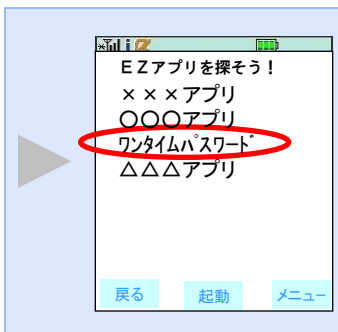 EZアプリを探そう!
×××アプリ
○○○アプリ
ワンタイムパスワード
△△△アプリ
戻る 起動 メニュー